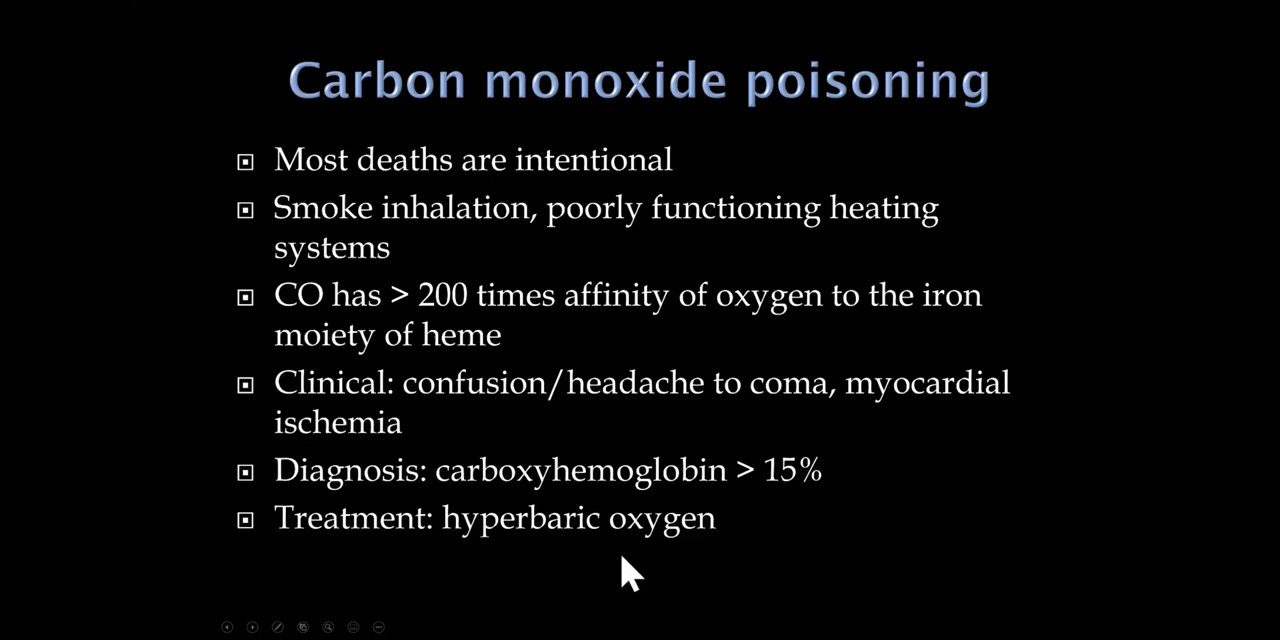 Carbon monoxide poisoning
Most deaths are intentional
Smoke inhalation, poorly functioning heating
systems
CO has > 200 times affinity of oxygen to the iron
moiety of heme
Clinical: confusion/headache to coma, myocardial
ischemia
Diagnosis: carboxyhemoglobin > 15%
Treatment: hyperbaric oxygen